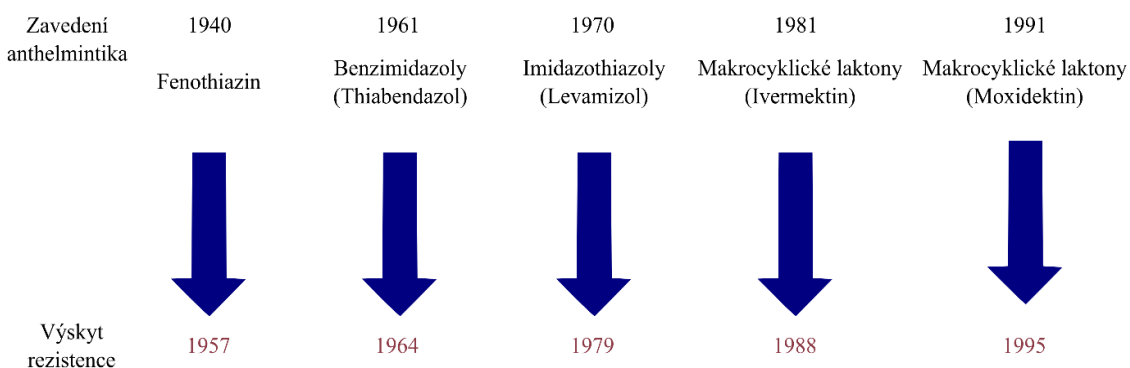 Zavedení
anthelmintika
1940
1961
1970
1981
1991
Fenothiazin
Benzimidazoly
(Thiabendazol)
Imidazothiazoly
(Levamizol)
Makrocyklické laktony
(Ivermektin)
Makrocyklické laktony
(Moxidektin)
Výskyt
rezistence
1957
1964
1979
1988
1995